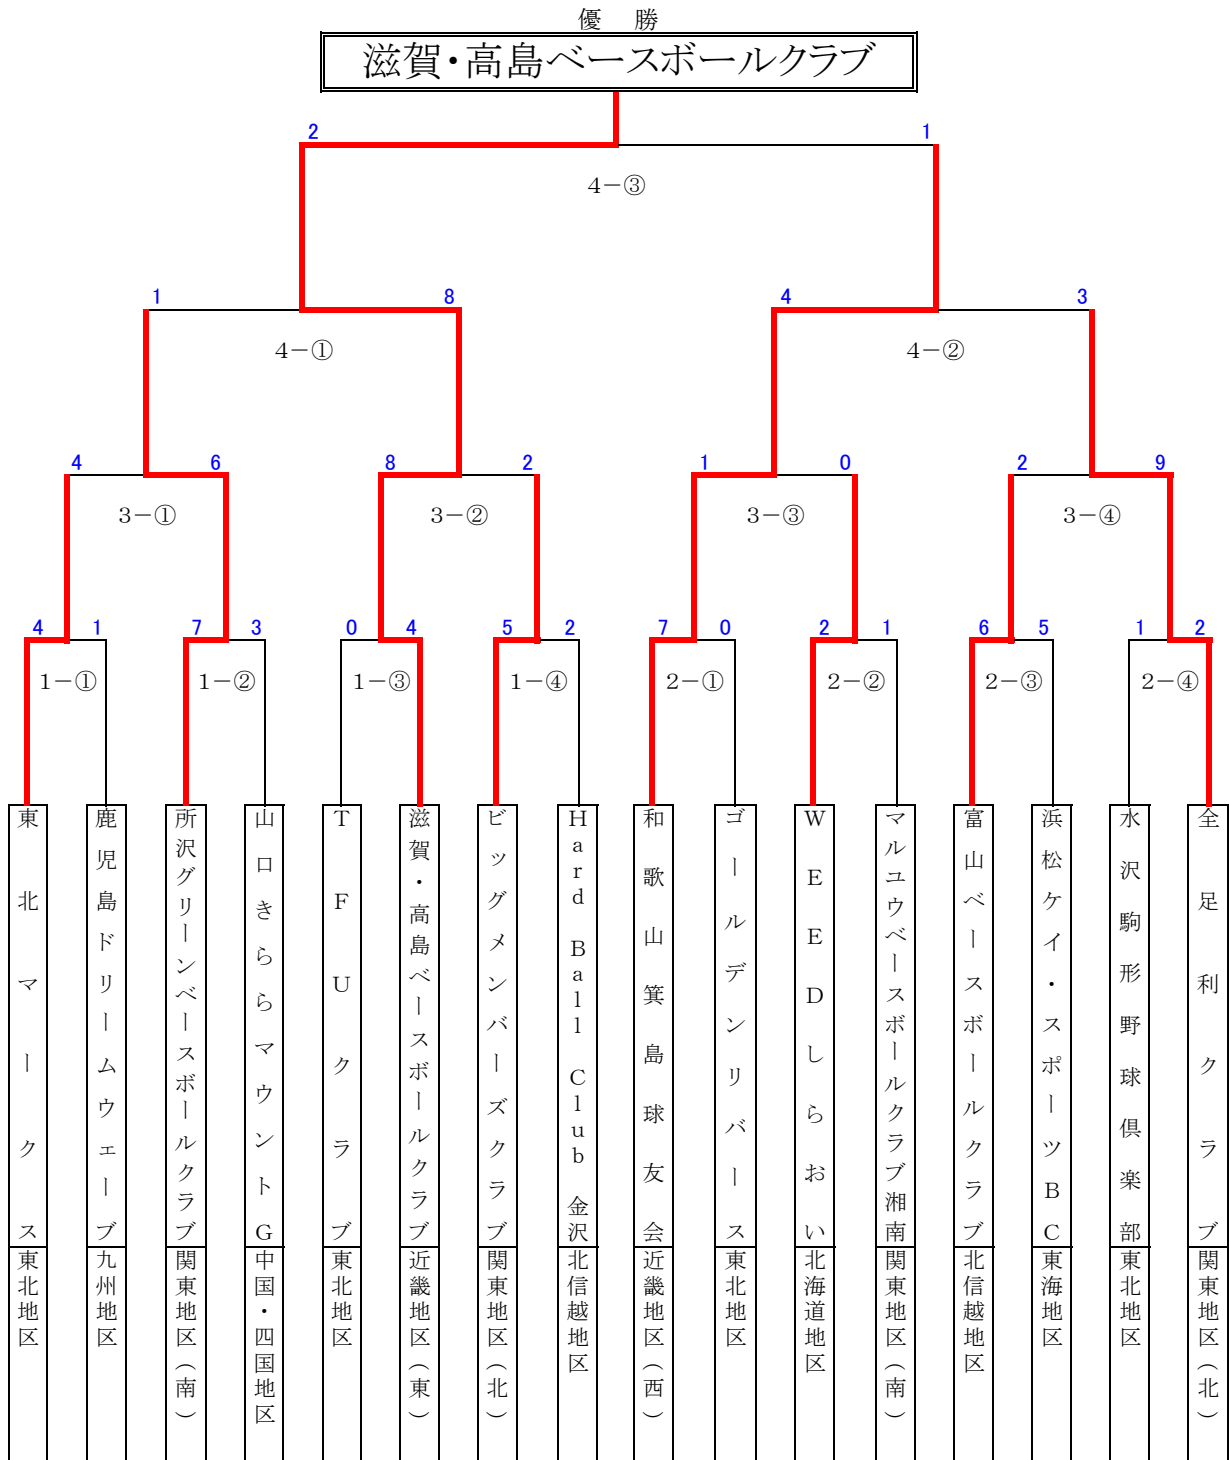 優　勝
滋賀・高島ベースボールクラブ
2
1
4－③
1
8
4
3
4－①
4－②
4
6
8
2
1
0
2
9
3－①
3－②
3－③
3－④
4
1
7
3
0
4
5
2
7
0
2
1
6
5
1
2
1－①
1－②
1－③
1－④
2－①
2－②
2－③
2－④
東北マークス
鹿児島ドリームウェーブ
所沢グリーンベースボールクラブ
山口きららマウントG
TFUクラブ
滋賀・高島ベースボールクラブ
ビッグメンバーズクラブ
Hard Ball Club 金沢
和歌山箕島球友会
ゴールデンリバース
WEEDしらおい
マルユウベースボールクラブ湘南
富山ベースボールクラブ
浜松ケイ・スポーツBC
水沢駒形野球倶楽部
全足利クラブ
東北地区
九州地区
関東地区（南）
中国・四国地区
東北地区
近畿地区（東）
関東地区（北）
北信越地区
近畿地区（西）
東北地区
北海道地区
関東地区（南）
北信越地区
東海地区
東北地区
関東地区（北）